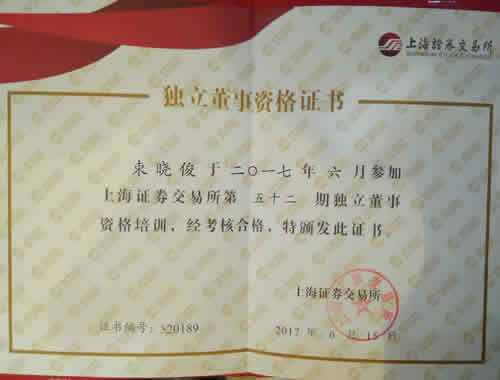 上海证券交易所
独立董事资格证书
束晓俊 于 二〇一七 年 六 月参加
上海证券交易所第 五十二 期独立董事
资格培训，经考核合格，特颁发此证书。
上海证券交易所
证书编号：520189
2017 年 6 月 15 日